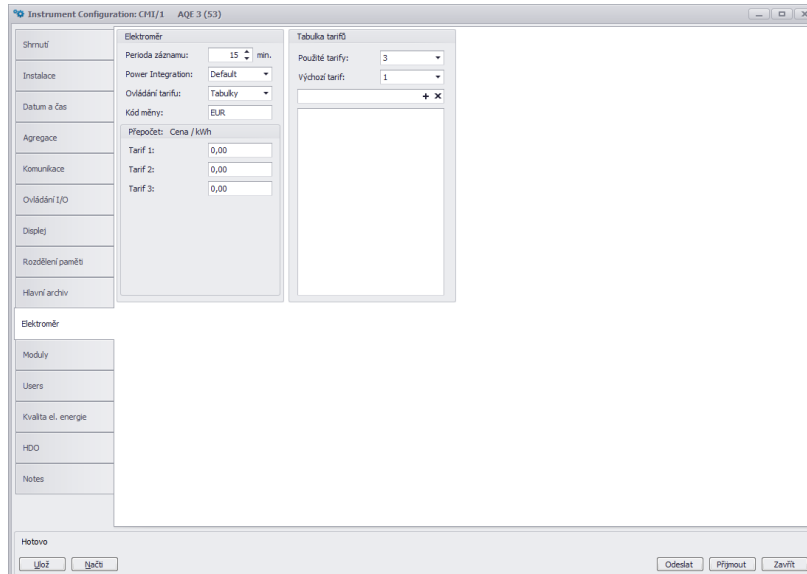 Instrument Configuration: CMI/1 AQE 3 (53)
Shrnutí
Instalace
Datum a čas
Agregace
Komunikace
Ovládání I/O
Displej
Rozdělení paměti
Hlavní archiv
Elektroměr
Moduly
Users
Kvalita el. energie
HDO
Notes
Elektroměr
Perioda záznamu: 15 min.
Power Integration: Default
Ovládání tarifu: Tabulky
Kód měny: EUR
Přepočet: Cena / kWh
Tarif 1: 0,00
Tarif 2: 0,00
Tarif 3: 0,00
Tabulka tarifů
Použité tarify: 3
Výchozí tarif: 1
Hotovo
Ulož Načti Odeslat Přijmout Zavřít